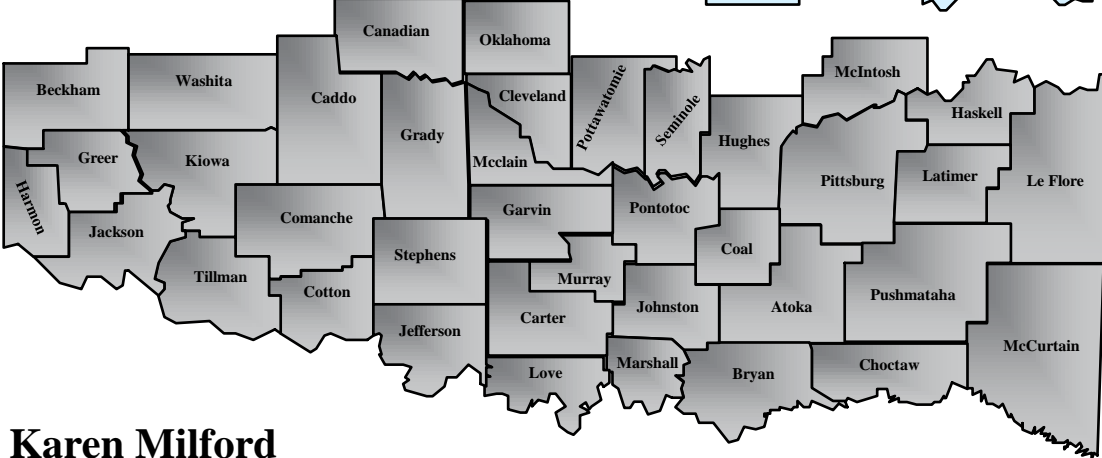 Canadian
Oklahoma
Beckham
Washita
Caddo
Cleveland
Pottawatomie
Seminole
McIntosh
Haskell
Grady
Hughes
Greer
Kiowa
Mcclain
Pittsburg
Latimer
Le Flore
Harmon
Jackson
Comanche
Garvin
Pontotoc
Stephens
Coal
Tillman
Cotton
Murray
Johnston
Atoka
Pushmataha
Jefferson
Carter
McCurtain
Love
Marshall
Bryan
Choctaw
Karen Milford